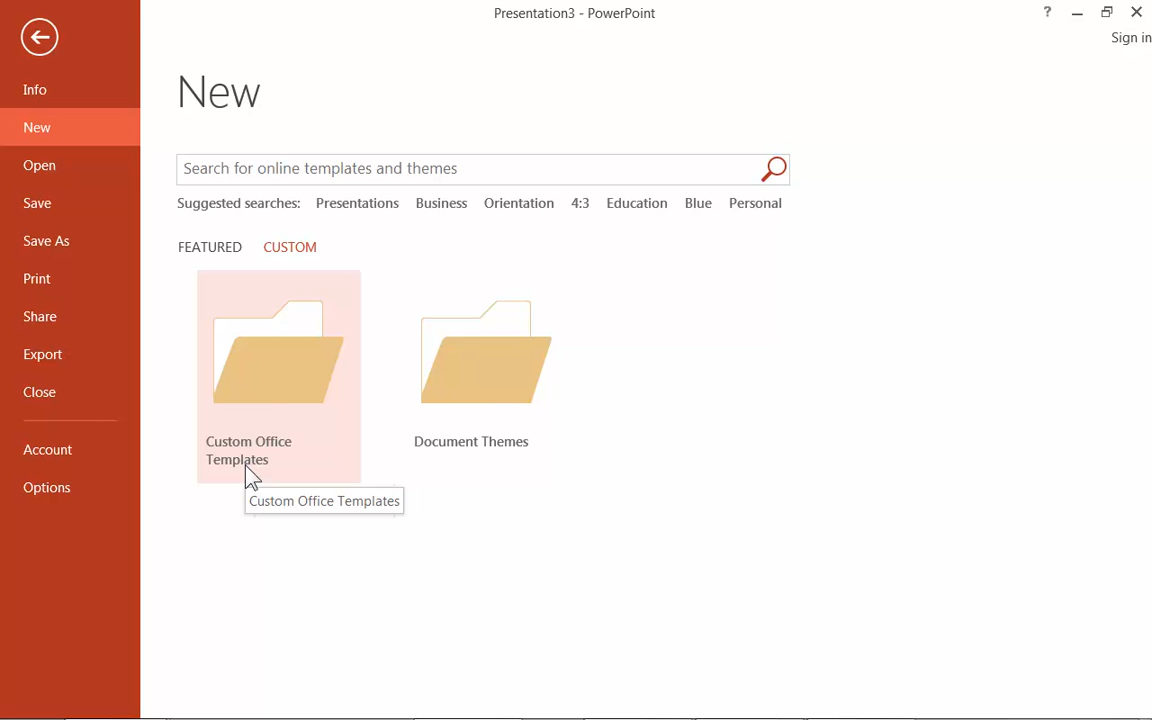 Presentation3 - PowerPoint
?
Sign in
Info
New
Open
Save
Save As
Print
Share
Export
Close
Account
Options
New
Search for online templates and themes
Suggested searches: Presentations Business Orientation 4:3 Education Blue Personal
FEATURED CUSTOM
Custom Office
Templates
Document Themes
Custom Office Templates